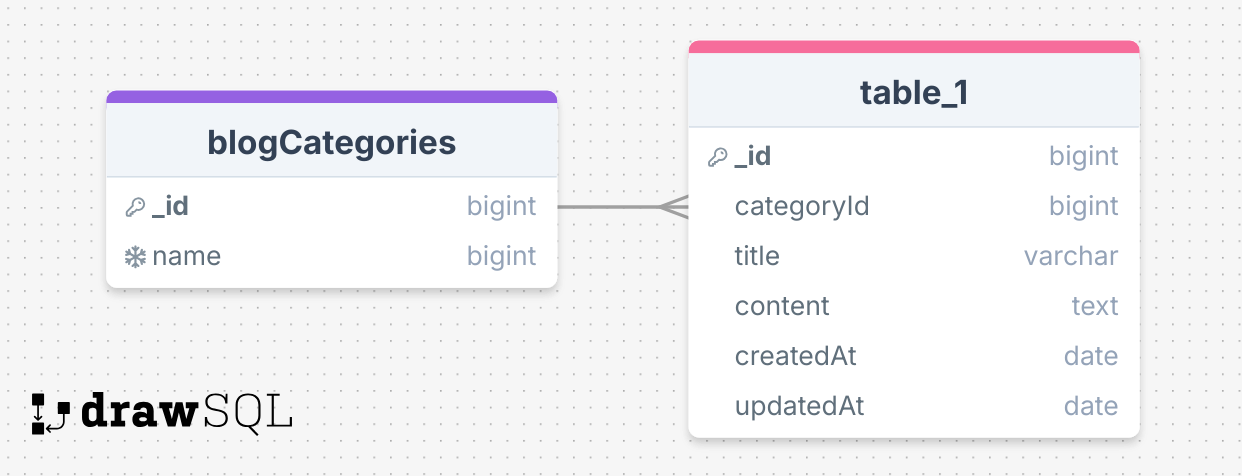 blogCategories
_id bigint
name bigint
table_1
_id bigint
categoryId bigint
title varchar
content text
createdAt date
updatedAt date
drawSQL